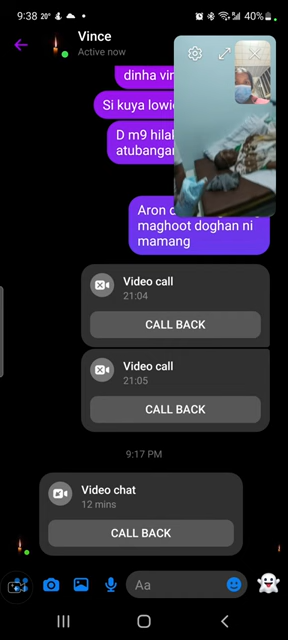 9:38 20° 40%
Vince
Active now
dinha vin
Si kuya lowie
D m9 hilab
atubangan
Aron d
maghoot doghan ni
mamang
Video call
21:04
CALL BACK
Video call
21:05
CALL BACK
9:17 PM
Video chat
12 mins
CALL BACK
Aa